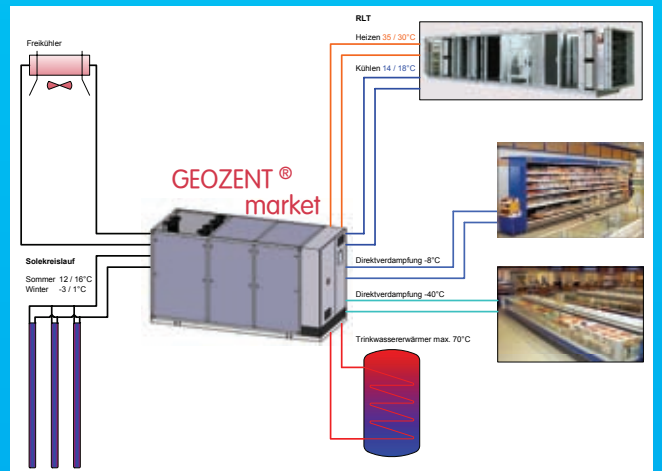 RLT
Freikühler
Heizen 35 / 30°C
Kühlen 14 / 18°C
GEOZENT ®
market
Solekreislauf
Sommer 12 / 16°C
Winter -3 / 1°C
Direktverdampfung -8°C
Direktverdampfung -40°C
Trinkwassererwärmer max. 70°C